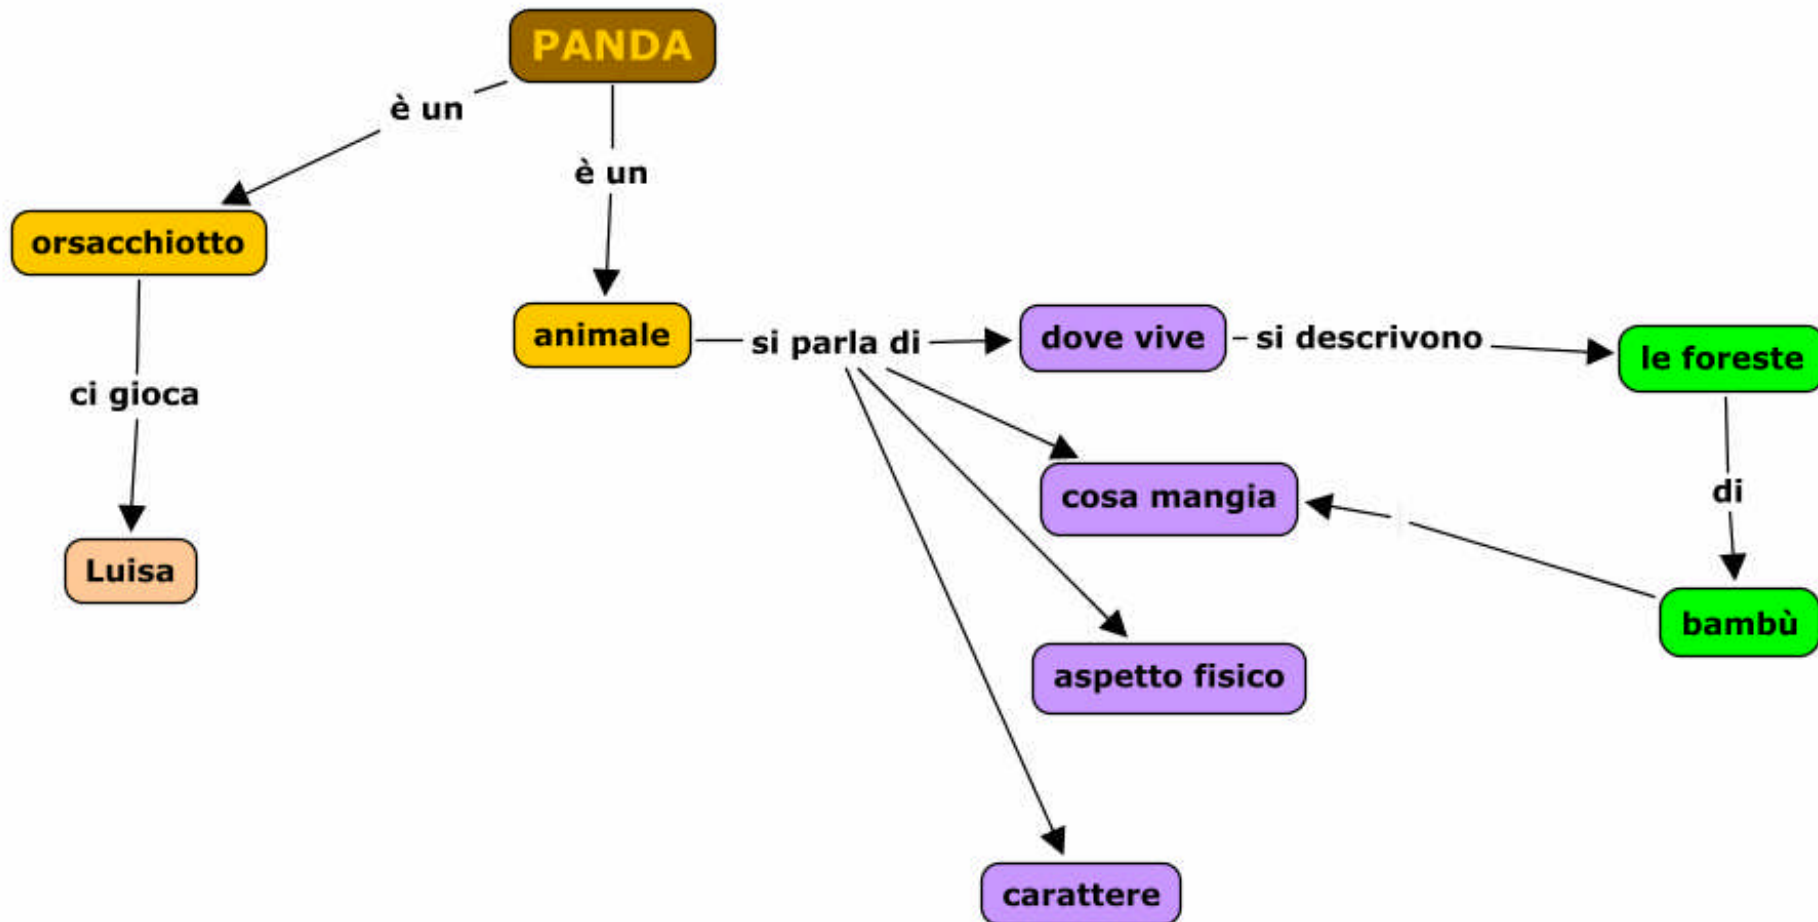 PANDA
è un
è un
orsacchiotto
animale
si parla di
dove vive
si descrivono
le foreste
ci gioca
cosa mangia
di
Luisa
bambù
aspetto fisico
carattere